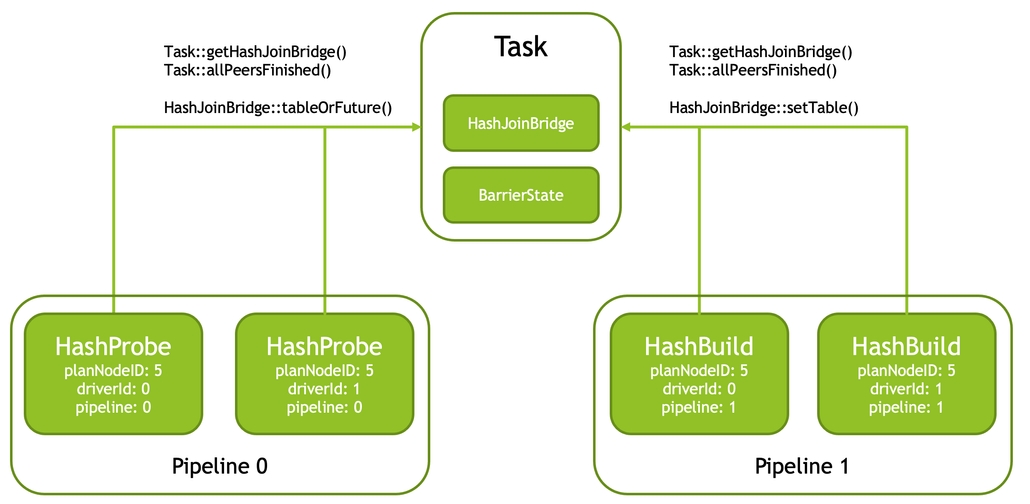 Task::getHashJoinBridge()
Task::allPeersFinished()
HashJoinBridge::tableOrFuture()
Task
HashJoinBridge
BarrierState
Task::getHashJoinBridge()
Task::allPeersFinished()
HashJoinBridge::setTable()
HashProbe
planNodeID: 5
driverId: 0
pipeline: 0
HashProbe
planNodeID: 5
driverId: 1
pipeline: 0
Pipeline 0
HashBuild
planNodeID: 5
driverId: 0
pipeline: 1
HashBuild
planNodeID: 5
driverId: 1
pipeline: 1
Pipeline 1